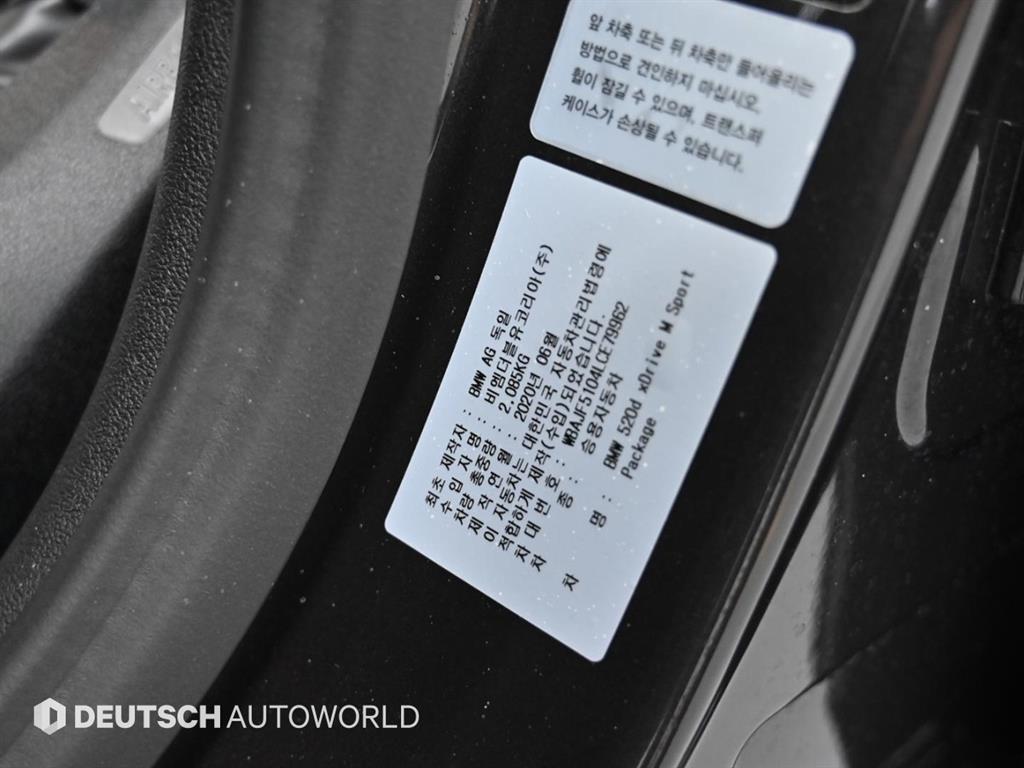 앞 차축 또는 뒤 차축만 들어올리는
방법으로 견인하지 마십시오.
휠이 잠길 수 있으며, 트랜스퍼
케이스가 손상될 수 있습니다.
최초 제작자 : BMW AG 독일
수 입 자 명 : 비엠더블유코리아(주)
차량 총중량 : 2,085KG
제 작 연 월 : 2020년 06월
이 자동차는 대한민국 자동차관리법령에
적합하게 제작(수입)되었습니다.
차 대 번 호 : WBAJF5104LCE79962
차 종 : 승용자동차
차 명 : BMW 520d xDrive M Sport
Package
DEUTSCH AUTOWORLD